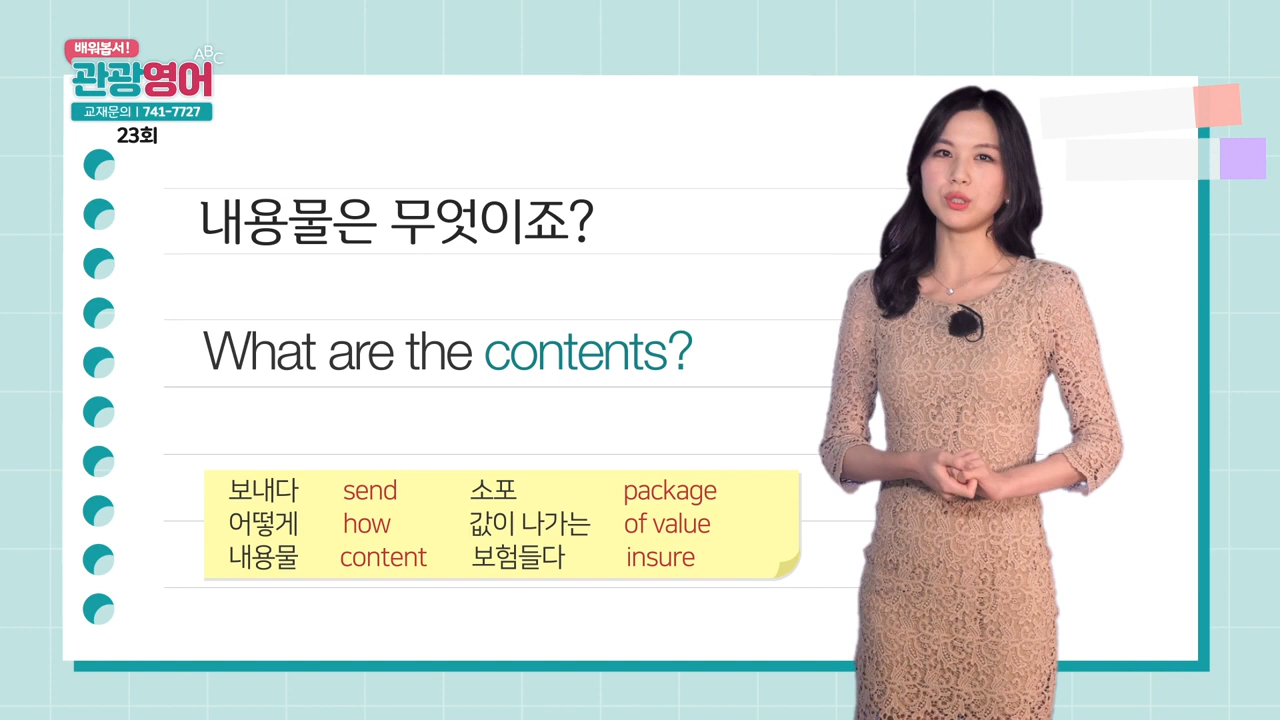 배워봅서!
ABC
관광영어
교재문의 | 741-7727
23회
내용물은 무엇이죠?
What are the contents?
보내다 send 소포 package
어떻게 how 값이 나가는 of value
내용물 content 보험들다 insure